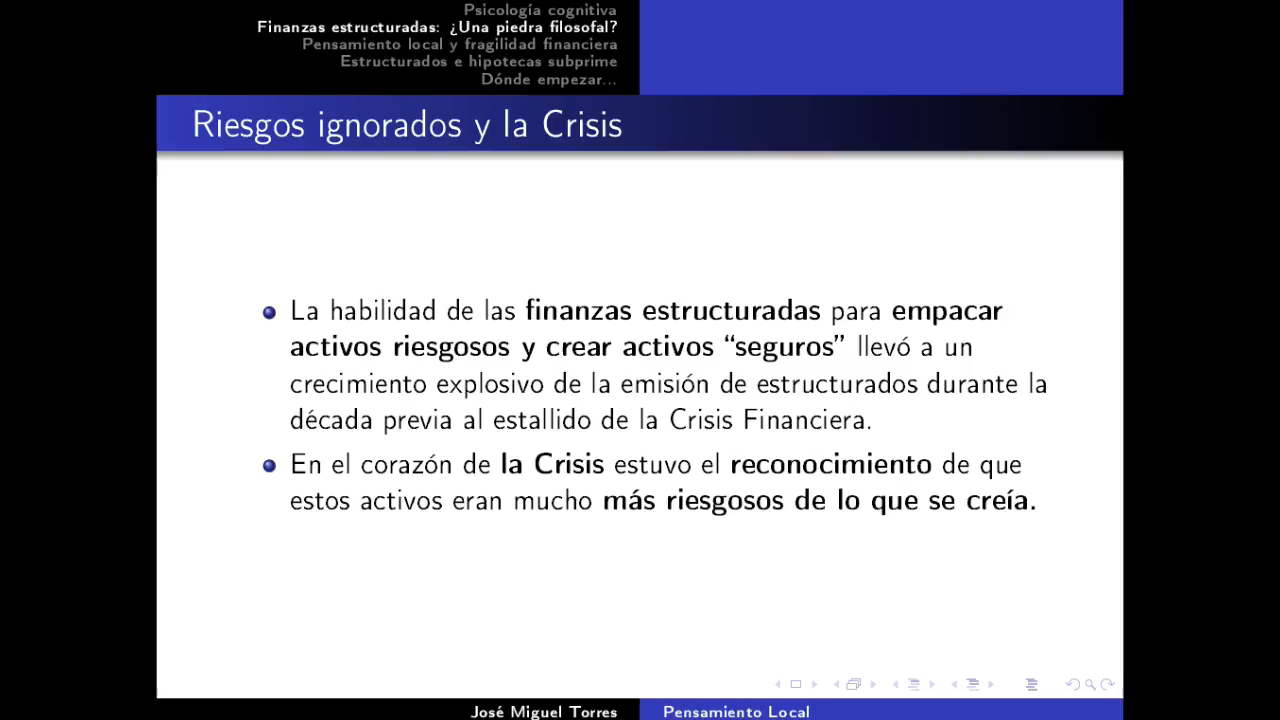 Psicología cognitiva
Finanzas estructuradas: ¿Una piedra filosofal?
Pensamiento local y fragilidad financiera
Estructurados e hipotecas subprime
Dónde empezar...
Riesgos ignorados y la Crisis
La habilidad de las finanzas estructuradas para empacar
activos riesgosos y crear activos “seguros” llevó a un
crecimiento explosivo de la emisión de estructurados durante la
década previa al estallido de la Crisis Financiera.
En el corazón de la Crisis estuvo el reconocimiento de que
estos activos eran mucho más riesgosos de lo que se creía.
José Miguel Torres
Pensamiento Local